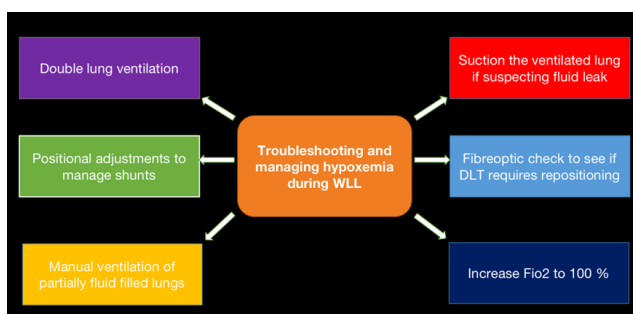 Double lung ventilation
Suction the ventilated lung
if suspecting fluid leak
Positional adjustments to
manage shunts
Troubleshooting and
managing hypoxemia
during WLL
Fibreoptic check to see if
DLT requires repositioning
Manual ventilation of
partially fluid filled lungs
Increase Fio2 to 100 %